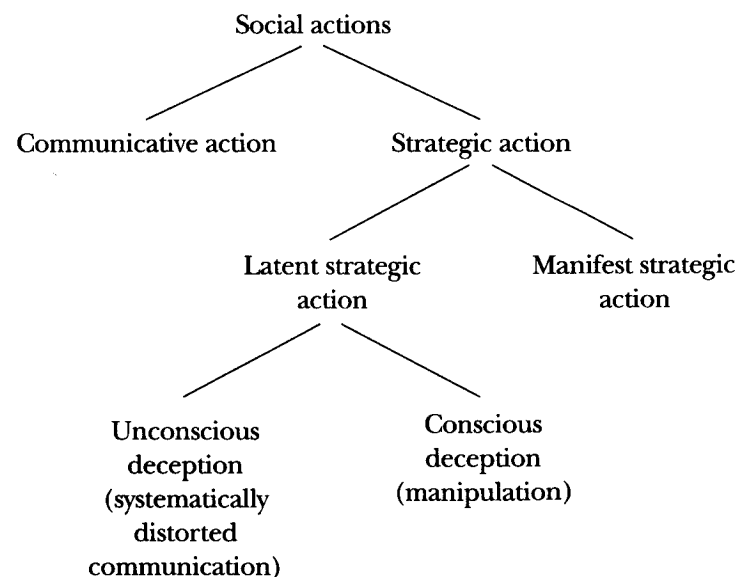 Social actions
Communicative action
Strategic action
Latent strategic
action
Manifest strategic
action
Unconscious
deception
(systematically
distorted
communication)
Conscious
deception
(manipulation)